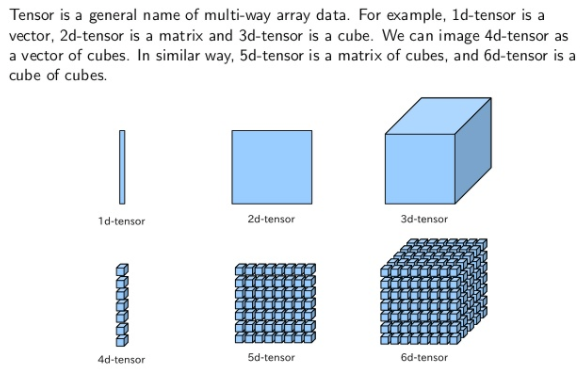 Tensor is a general name of multi-way array data. For example, 1d-tensor is a
vector, 2d-tensor is a matrix and 3d-tensor is a cube. We can image 4d-tensor as
a vector of cubes. In similar way, 5d-tensor is a matrix of cubes, and 6d-tensor is a
cube of cubes.
1d-tensor
2d-tensor
3d-tensor
4d-tensor
5d-tensor
6d-tensor